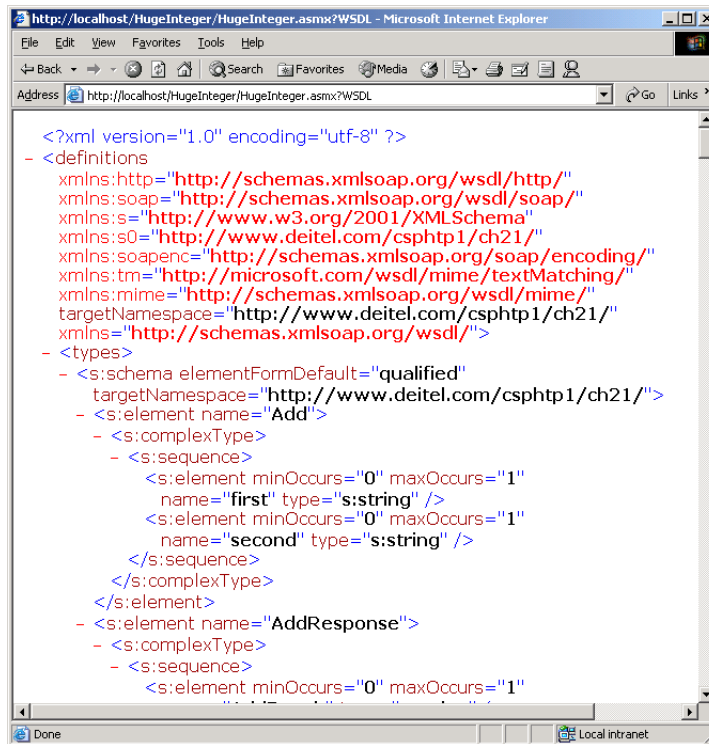 http://localhost/HugeInteger/HugeInteger.asmx?WSDL - Microsoft Internet Explorer
File Edit View Favorites Tools Help
Back Search Favorites Media
Address http://localhost/HugeInteger/HugeInteger.asmx?WSDL Go Links
<?xml version="1.0" encoding="utf-8" ?>
- <definitions
xmlns:http="http://schemas.xmlsoap.org/wsdl/http/"
xmlns:soap="http://schemas.xmlsoap.org/wsdl/soap/"
xmlns:s="http://www.w3.org/2001/XMLSchema"
xmlns:s0="http://www.deitel.com/csphtp1/ch21/"
xmlns:soapenc="http://schemas.xmlsoap.org/soap/encoding/"
xmlns:tm="http://microsoft.com/wsdl/mime/textMatching/"
xmlns:mime="http://schemas.xmlsoap.org/wsdl/mime/"
targetNamespace="http://www.deitel.com/csphtp1/ch21/"
xmlns="http://schemas.xmlsoap.org/wsdl/">
- <types>
- <s:schema elementFormDefault="qualified"
targetNamespace="http://www.deitel.com/csphtp1/ch21/">
- <s:element name="Add">
- <s:complexType>
- <s:sequence>
<s:element minOccurs="0" maxOccurs="1"
name="first" type="s:string" />
<s:element minOccurs="0" maxOccurs="1"
name="second" type="s:string" />
</s:sequence>
</s:complexType>
</s:element>
- <s:element name="AddResponse">
- <s:complexType>
- <s:sequence>
<s:element minOccurs="0" maxOccurs="1"
Done Local intranet